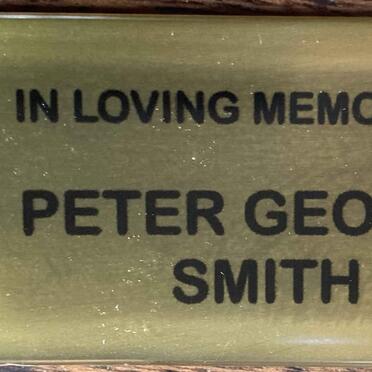 IN LOVING MEMO
PETER GEO
SMITH